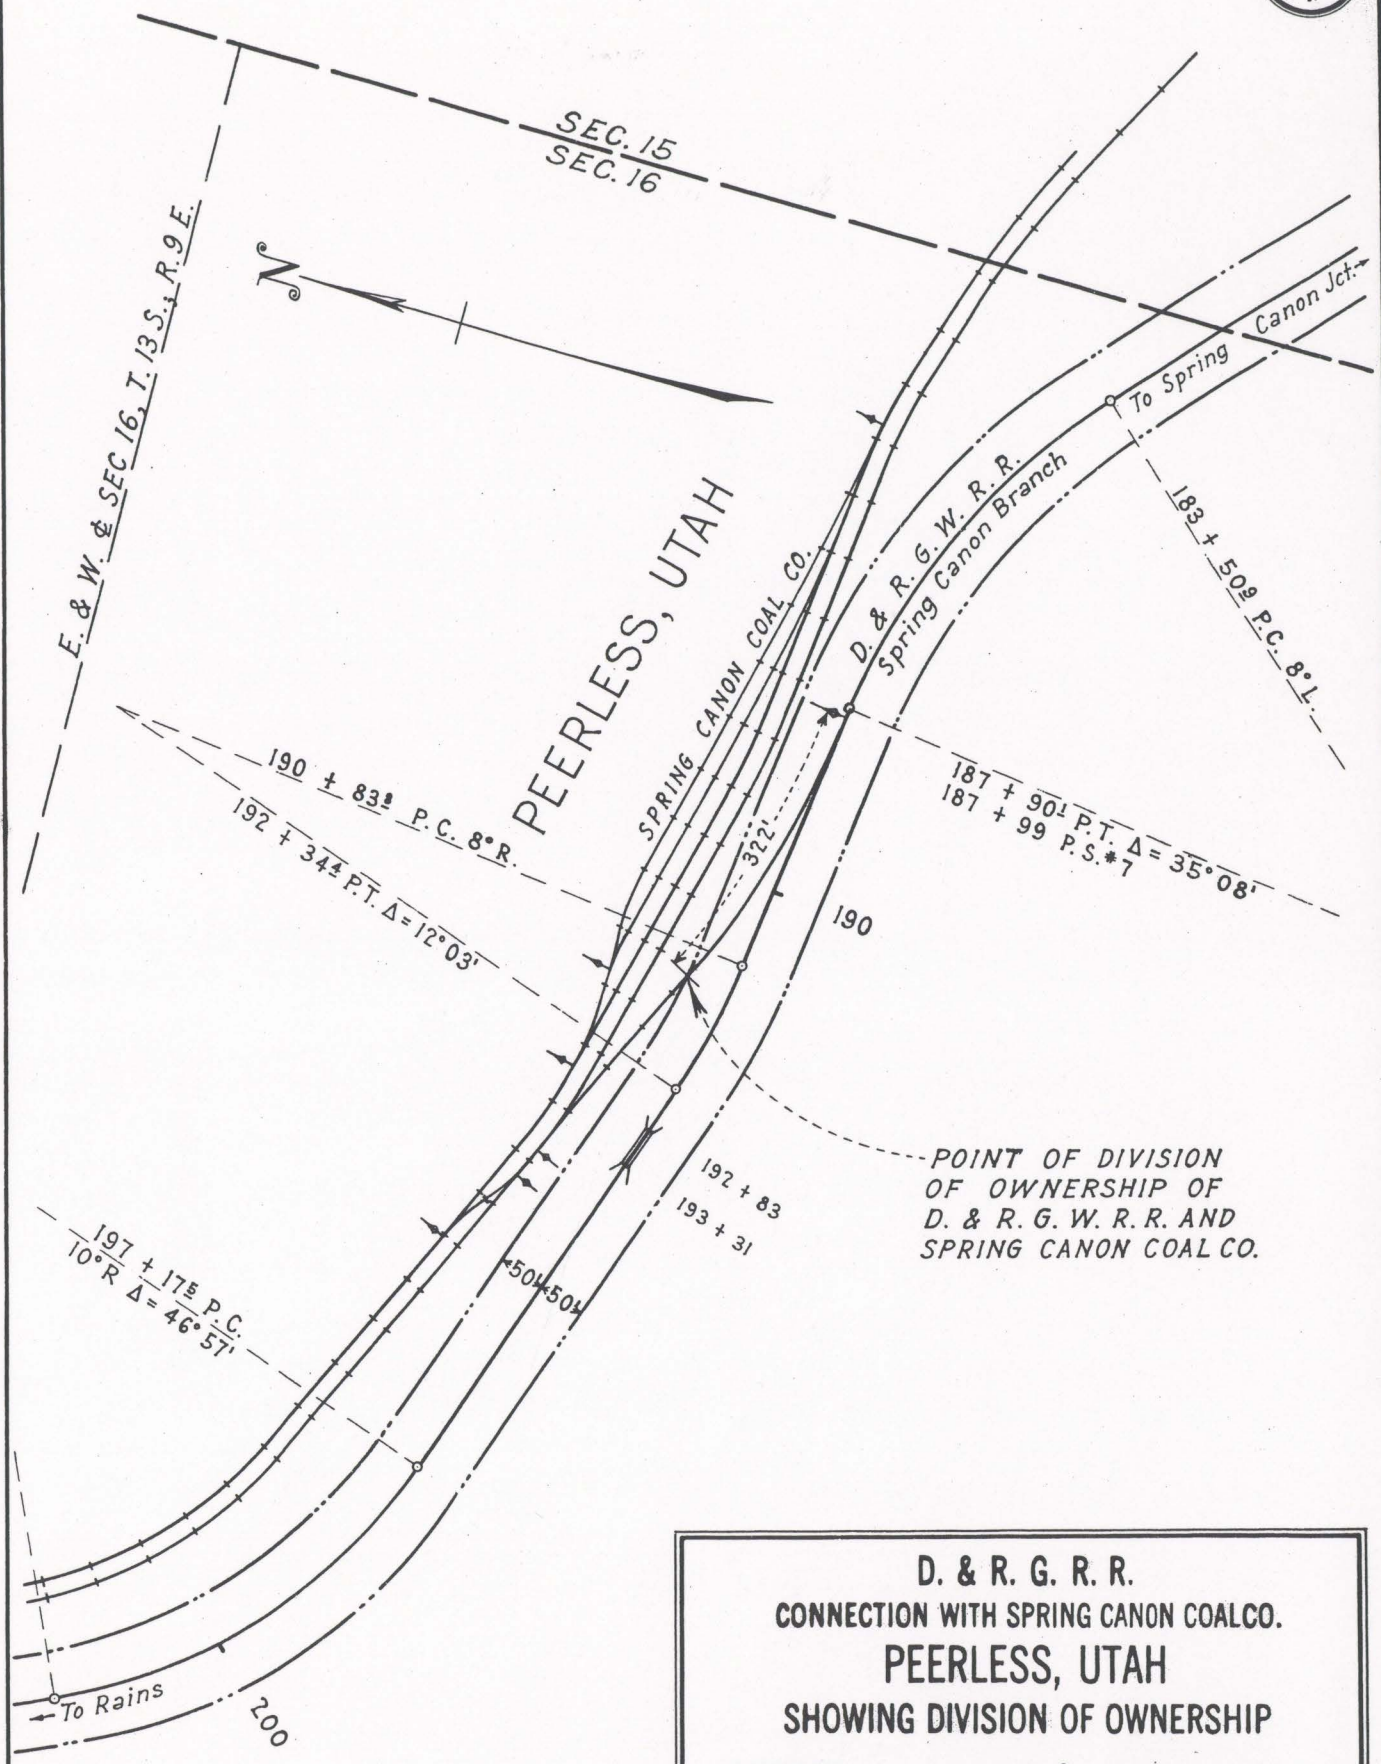 SEC. 15
SEC. 16
E. & W. ℄ SEC 16, T. 13 S., R. 9 E.
N
To Spring Canon Jct.
D. & R. G. W. R. R.
Spring Canon Branch
183 + 50⁹ P.C. 8° L.
PEERLESS, UTAH
SPRING CANON COAL CO.
190 + 83⁸ P.C. 8° R.
192 + 34⁴ P.T. Δ = 12° 03'
322'
187 + 90¹ P.T. Δ = 35° 08'
187 + 99 P.S. #7
190
POINT OF DIVISION
OF OWNERSHIP OF
D. & R. G. W. R. R. AND
SPRING CANON COAL CO.
192 + 83
193 + 31
50' 50'
197 + 17⁵ P.C.
10° R Δ = 46° 57'
To Rains
200
D. & R. G. R. R.
CONNECTION WITH SPRING CANON COAL CO.
PEERLESS, UTAH
SHOWING DIVISION OF OWNERSHIP